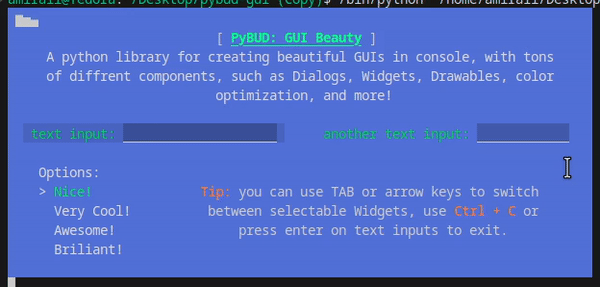 amirali@fedora:~/Desktop/pybud-gui (Copy)$ /bin/python "/home/amirali/Desktop
[ PyBUD: GUI Beauty ]
A python library for creating beautiful GUIs in console, with tons
of diffrent components, such as Dialogs, Widgets, Drawables, color
optimization, and more!
text input: another text input:
Options:
> Nice! Tip: you can use TAB or arrow keys to switch
Very Cool! between selectable Widgets, use Ctrl + C or
Awesome! press enter on text inputs to exit.
Briliant!